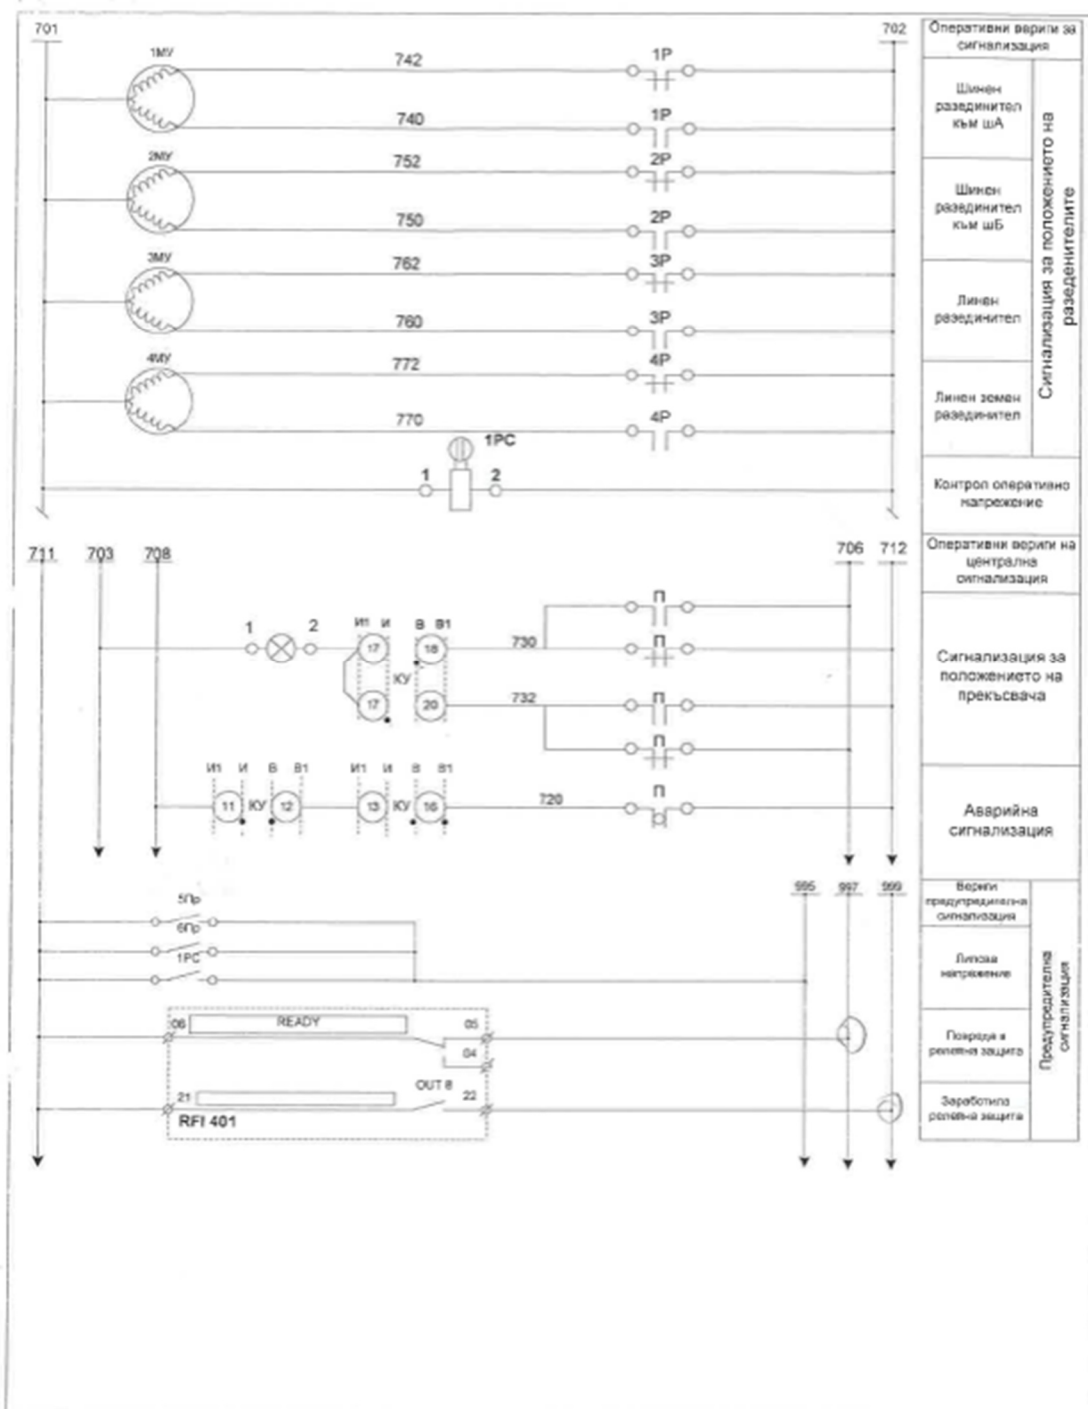 701
702
Оперативни вериги за
сигнализация
1МУ
742
1Р
740
1Р
Шинен
разединител
към шА
2МУ
752
2Р
750
2Р
Шинен
разединител
към шБ
3МУ
762
3Р
760
3Р
Линеен
разединител
4МУ
772
4Р
770
4Р
Линеен земен
разединител
Сигнализация за положението на
разеденителите
1РС
1
2
Контрол оперативно
напрежение
711
703
708
706
712
Оперативни вериги на
централна
сигнализация
1
2
И1 И
В В1
17
КУ
18
17
20
730
П
П
732
П
П
Сигнализация за
положението на
прекъсвача
И1 И В В1
И1 И В В1
11
КУ
12
13
КУ
16
720
П
Аварийна
сигнализация
995
997
999
Вериги
предупредителна
сигнализация
5Пр
6Пр
1РС
Липсва
напрежение
06
READY
05
04
Повреда в
релейна защита
21
OUT 8
22
RFI 401
Заработила
релейна защита
Предупредителна
сигнализация